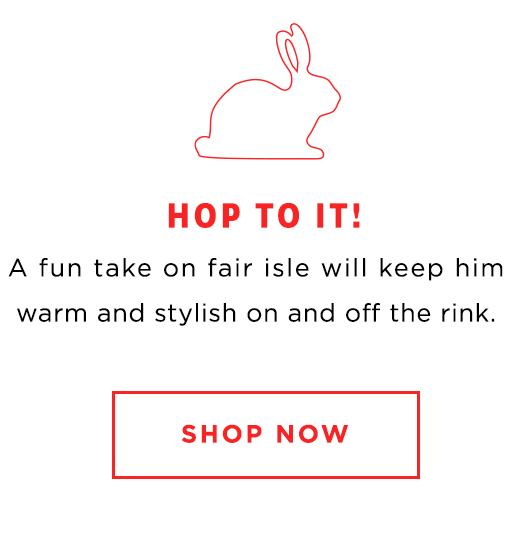 HOP TO IT!
A fun take on fair isle will keep him
warm and stylish on and off the rink.
SHOP NOW